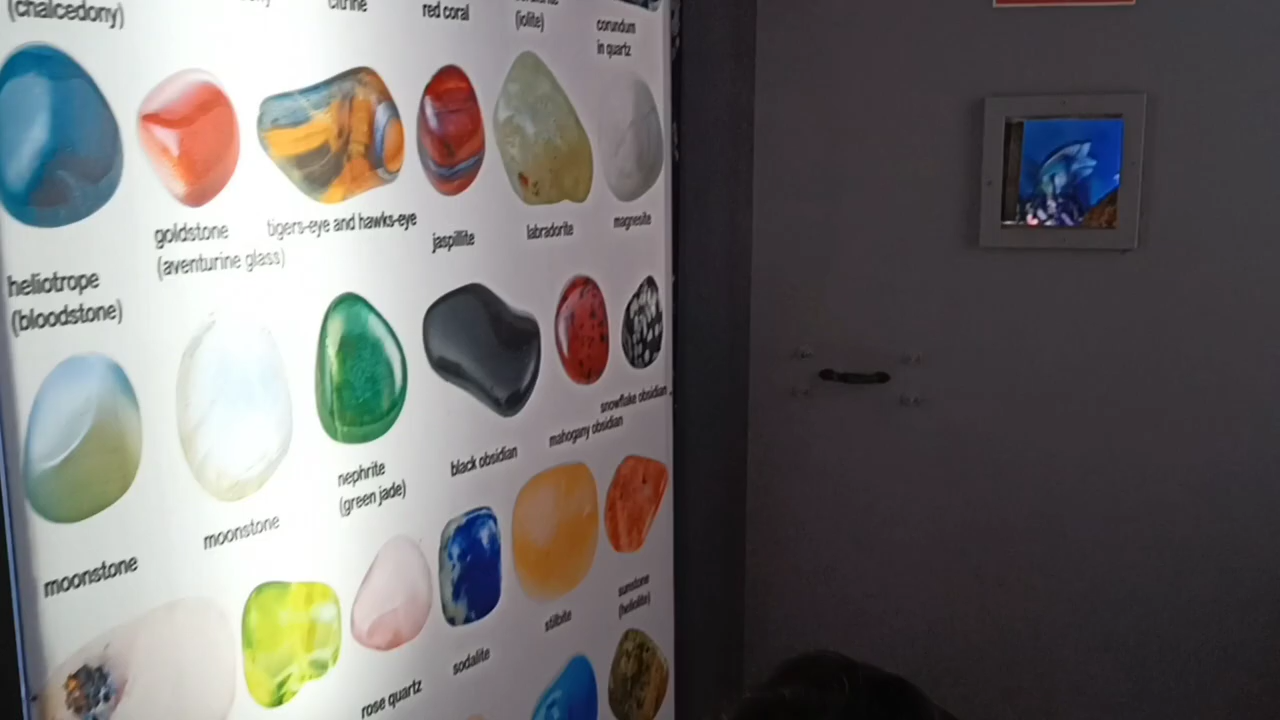 (chalcedony)
citrine
red coral
(iolite)
corundum
in quartz
heliotrope
(bloodstone)
goldstone
(aventurine glass)
tigers-eye and hawks-eye
jaspillite
labradorite
magnesite
moonstone
moonstone
nephrite
(green jade)
black obsidian
mahogany obsidian
snowflake obsidian
rose quartz
sodalite
stilbite
sunstone
(heliolite)